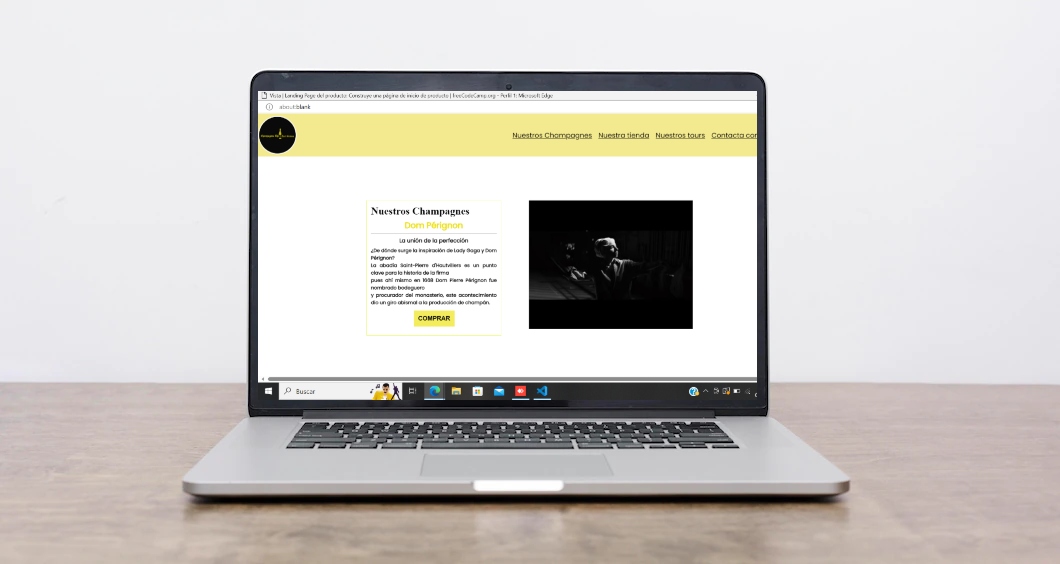 Vista | Landing Page del producto: Construye una página de inicio de producto | freeCodeCamp.org - Perfil 1: Microsoft Edge
about:blank
Nuestros Champagnes Nuestra tienda Nuestros tours Contacta con
Nuestros Champagnes
Dom Pérignon
La unión de la perfección
¿De dónde surge la inspiración de Lady Gaga y Dom
Pérignon?
La abadía Saint-Pierre d'Hautvillers es un punto
clave para la historia de la firma
pues ahí mismo en 1668 Dom Pierre Pérignon fue
nombrado bodeguero
y procurador del monasterio, este acontecimiento
dio un giro abismal a la producción de champán.
COMPRAR
Buscar